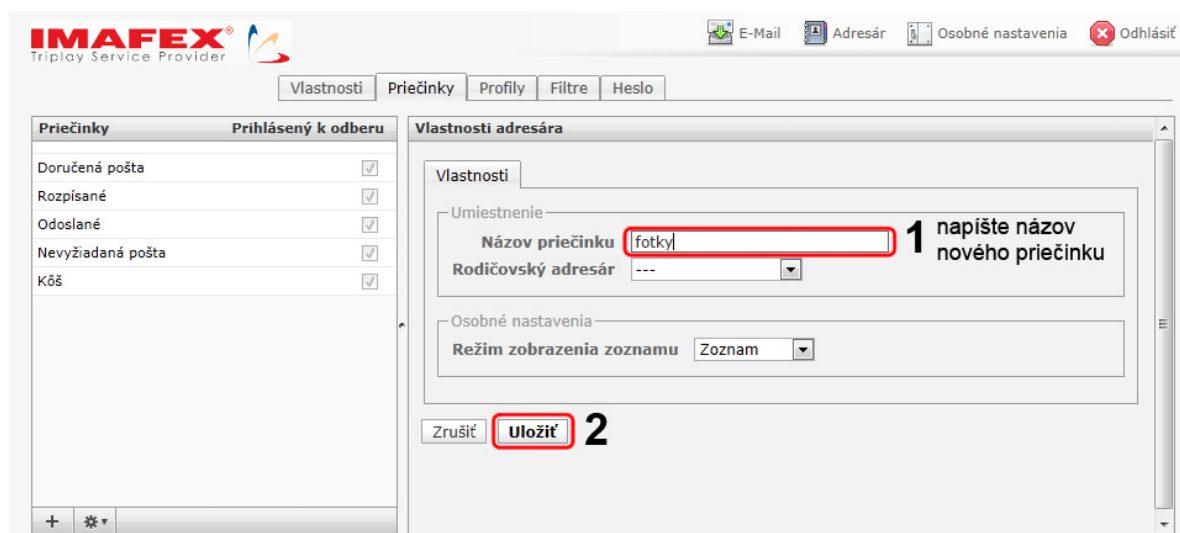 IMAFEX®
Triplay Service Provider
E-Mail Adresár Osobné nastavenia Odhlásiť
Vlastnosti Priečinky Profily Filtre Heslo
Priečinky Prihlásený k odberu
Doručená pošta
Rozpísané
Odoslané
Nevyžiadaná pošta
Kôš
Vlastnosti adresára
Vlastnosti
Umiestnenie
Názov priečinku fotky
1 napíšte názov
nového priečinku
Rodičovský adresár ---
Osobné nastavenia
Režim zobrazenia zoznamu Zoznam
Zrušiť Uložiť 2